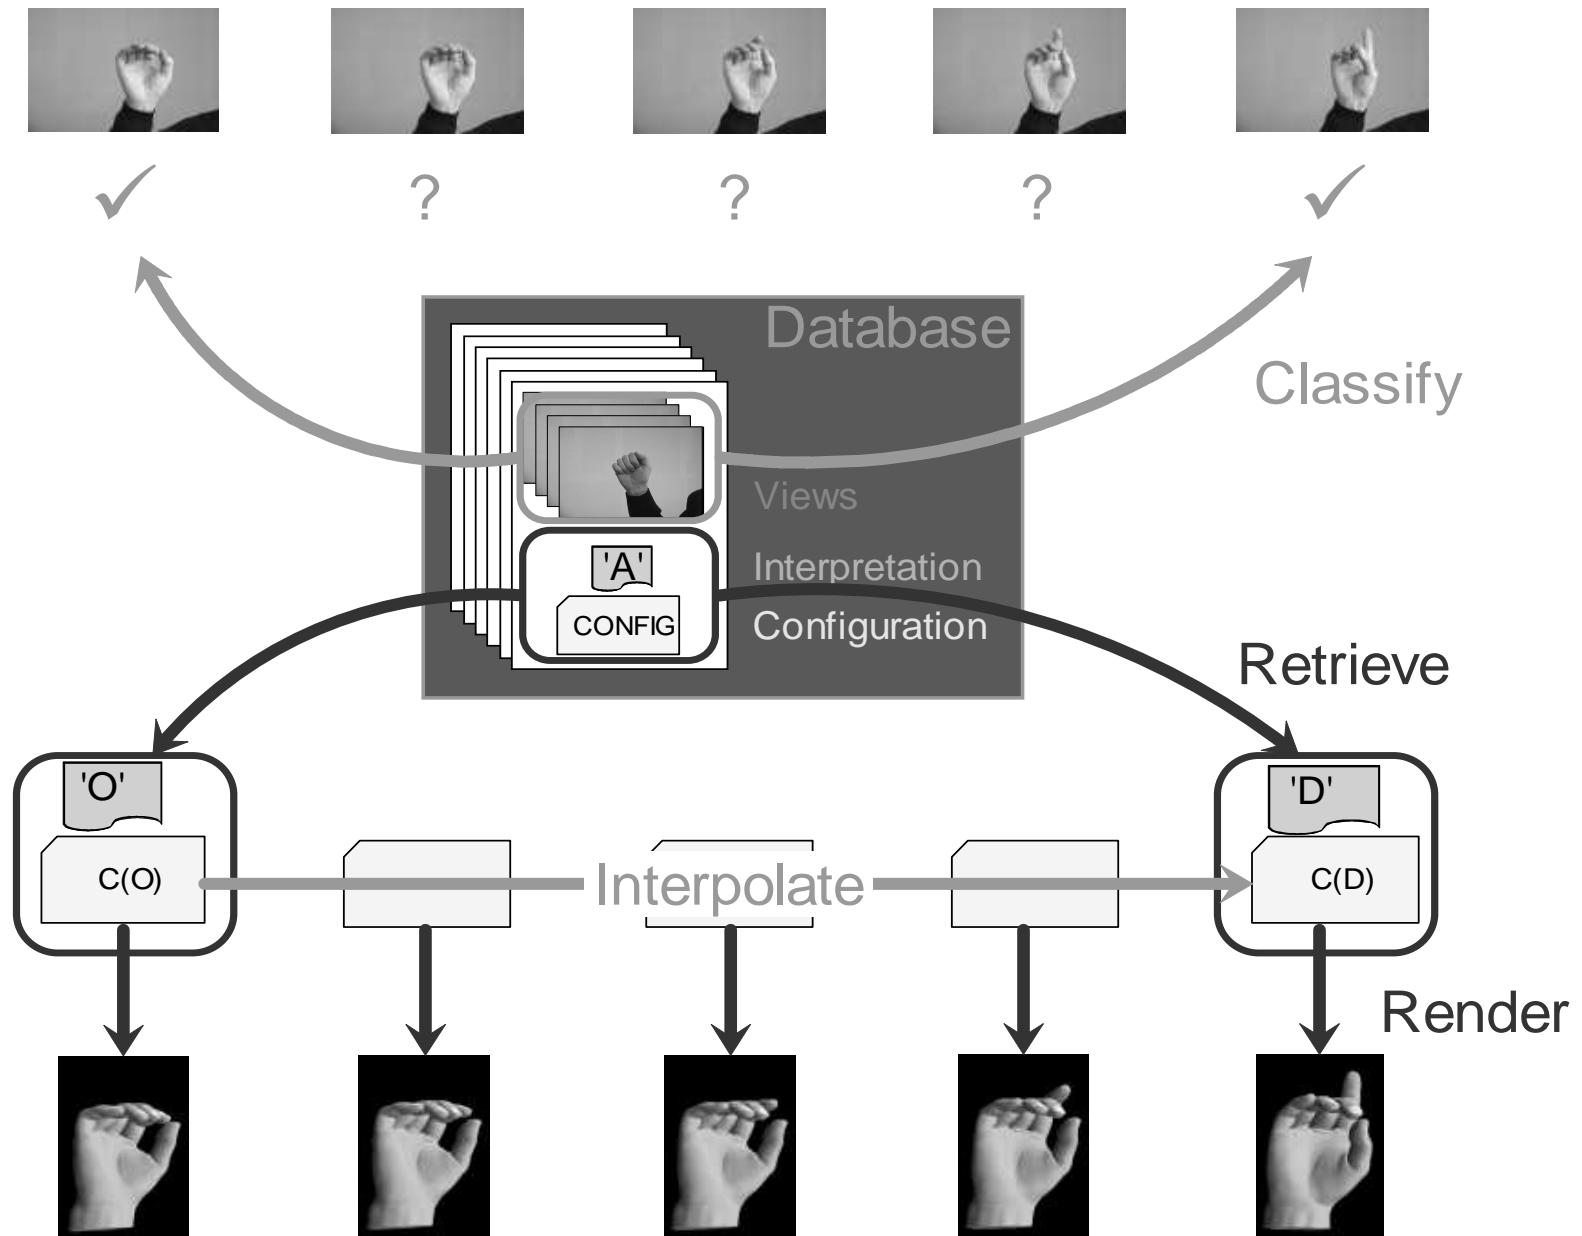 ? ? ?
Database
Classify
Views
'A'
Interpretation
CONFIG
Configuration
Retrieve
'O'
'D'
C(O)
Interpolate
C(D)
Render